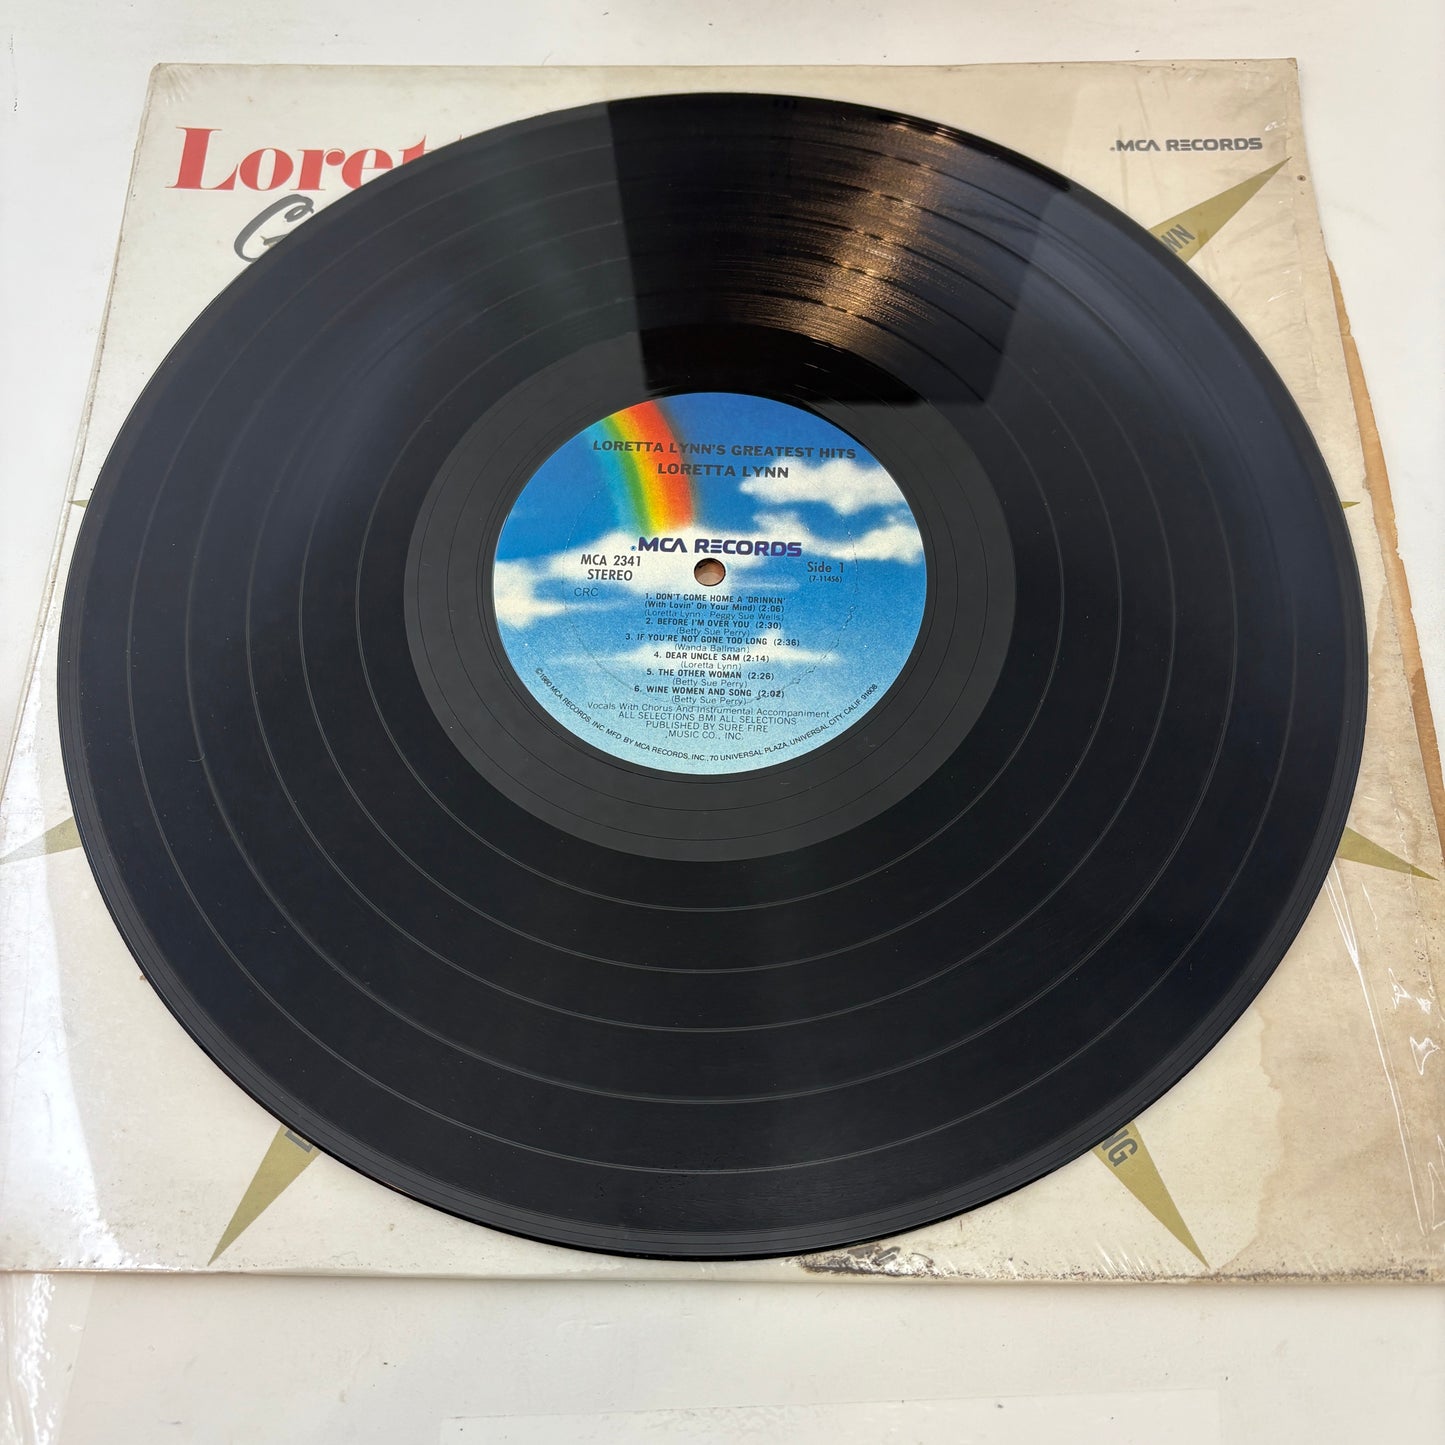 Loret
MCA RECORDS
WN
LORETTA LYNN'S GREATEST HITS
LORETTA LYNN
MCA RECORDS
MCA 2341
STEREO
CRC
Side 1
(7-11456)
1. DON'T COME HOME A 'DRINKIN'
(With Lovin' On Your Mind) (2:06)
(Loretta Lynn - Peggy Sue Wells)
2. BEFORE I'M OVER YOU (2:30)
(Betty Sue Perry)
3. IF YOU'RE NOT GONE TOO LONG (2:36)
(Wanda Ballman)
4. DEAR UNCLE SAM (2:14)
(Loretta Lynn)
5. THE OTHER WOMAN (2:26)
(Betty Sue Perry)
6. WINE WOMEN AND SONG (2:02)
(Betty Sue Perry)
Vocals With Chorus And Instrumental Accompaniment
ALL SELECTIONS BMI ALL SELECTIONS
PUBLISHED BY SURE FIRE
MUSIC CO., INC.
©1980 MCA RECORDS, INC. MFD BY MCA RECORDS, INC., 70 UNIVERSAL PLAZA, UNIVERSAL CITY, CALIF. 91608
NG